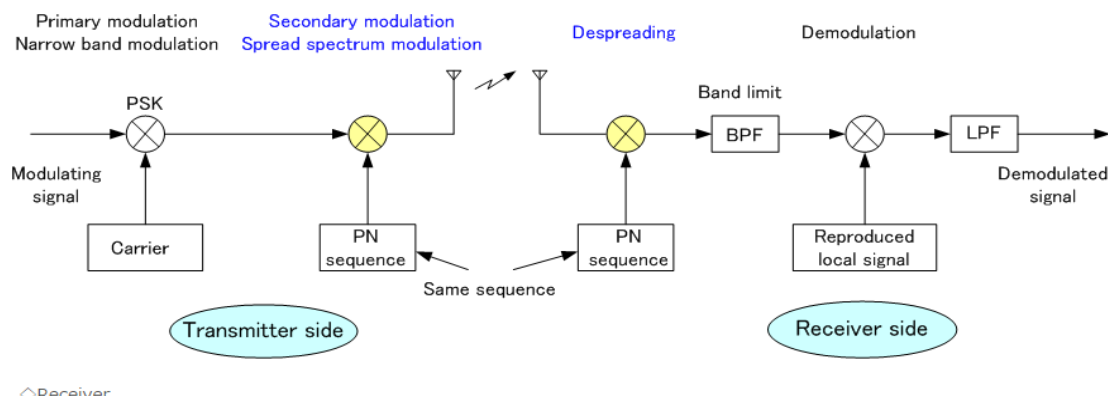 Primary modulation
Narrow band modulation
Secondary modulation
Spread spectrum modulation
Despreading
Demodulation
PSK
Band limit
BPF
LPF
Modulating
signal
Demodulated
signal
Carrier
PN
sequence
PN
sequence
Reproduced
local signal
Same sequence
Transmitter side
Receiver side
◇Receiver